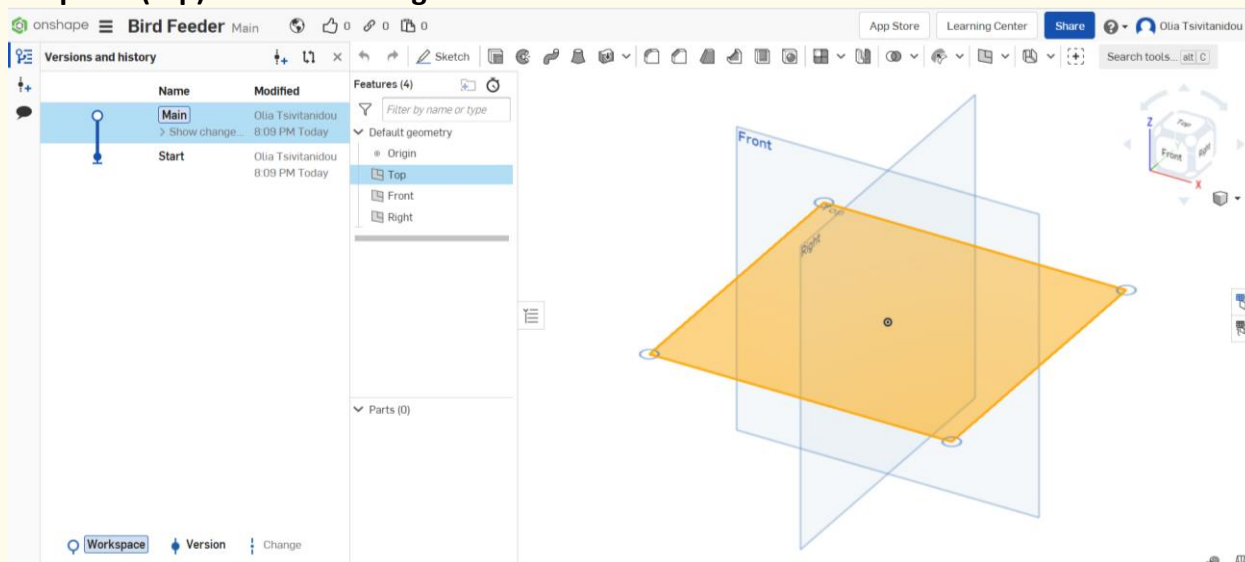 onshape Bird Feeder Main 0 0 0 App Store Learning Center Share Olia Tsivitanidou
Versions and history Sketch Search tools... alt C
Name Modified
Main Olia Tsivitanidou
> Show change... 8:09 PM Today
Start Olia Tsivitanidou
8:09 PM Today
Features (4)
Filter by name or type
Default geometry
Origin
Top
Front
Right
Parts (0)
Front
Top
Right
Z
Top
Front
Right
X
Workspace Version Change